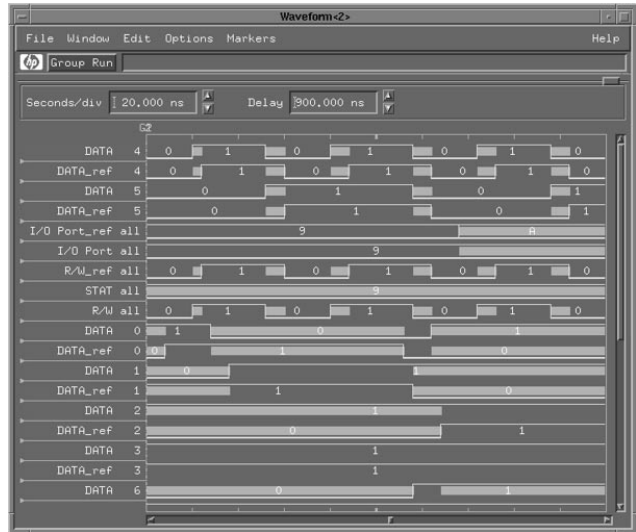 Waveform<2>
File Window Edit Options Markers Help
hp Group Run
Seconds/div 20.000 ns Delay 900.000 ns
G2
DATA 4 0 1 0 1 0 1 0
DATA_ref 4 0 1 0 1 0 1 0
DATA 5 0 1 0 1
DATA_ref 5 0 1 0 1
I/O Port_ref all 9 A
I/O Port all 9
R/W_ref all 0 1 0 1 0 1 0
STAT all 9
R/W all 0 1 0 1 0 1 0
DATA 0 1 0 1
DATA_ref 0 0 1 0
DATA 1 0 1
DATA_ref 1 1 0
DATA 2 1
DATA_ref 2 0 1
DATA 3 1
DATA_ref 3 1
DATA 6 0 1